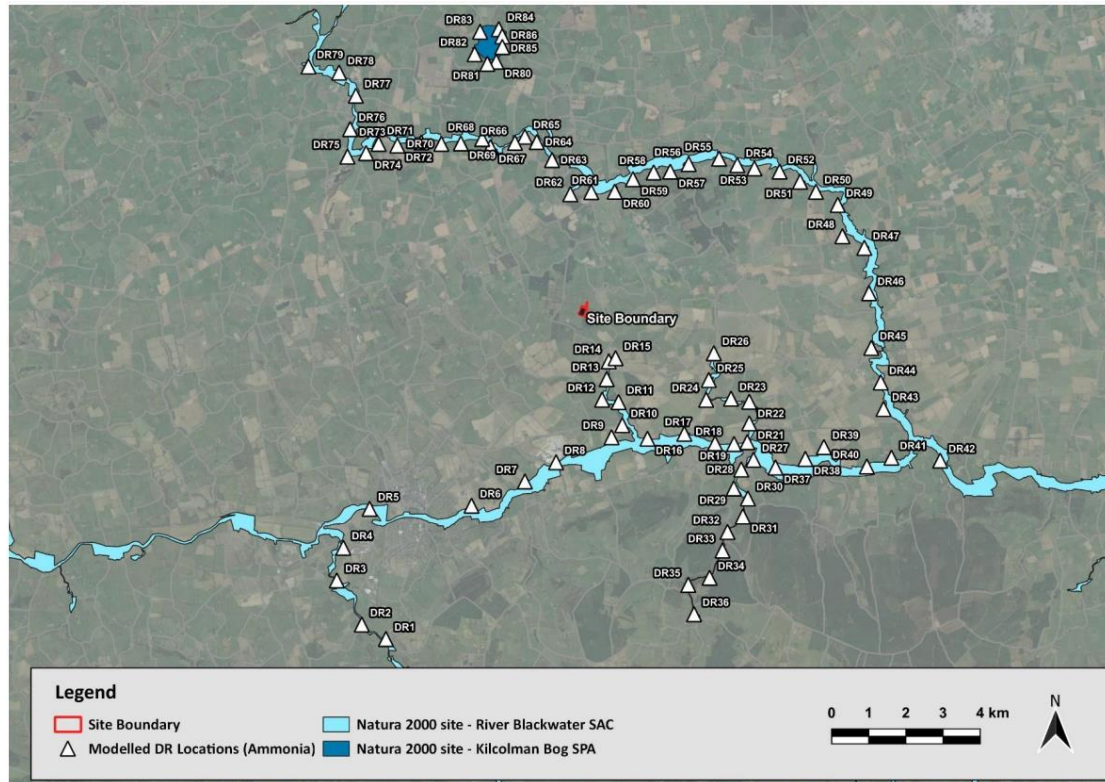 DR83 DR84
DR86
DR82 DR85
DR81 DR80
DR79 DR78
DR77
DR76
DR73 DR71 DR68 DR66 DR65
DR75 DR70 DR64
DR74 DR72 DR69 DR67
DR63
DR62 DR61
DR58 DR56 DR55 DR54 DR52
DR59 DR57 DR53 DR50
DR60 DR51 DR49
DR48 DR47
DR46
Site Boundary
DR45
DR44
DR43
DR14 DR15 DR26
DR13 DR25
DR12 DR11 DR24 DR23
DR10 DR22
DR9 DR17 DR18 DR21 DR39
DR8 DR16 DR19 DR27 DR40 DR41
DR7 DR28 DR30 DR37 DR38 DR42
DR5 DR6 DR29
DR4 DR32 DR31
DR3 DR33
DR35 DR34
DR2 DR1 DR36
Legend
Site Boundary
Modelled DR Locations (Ammonia)
Natura 2000 site - River Blackwater SAC
Natura 2000 site - Kilcolman Bog SPA
0 1 2 3 4 km
N